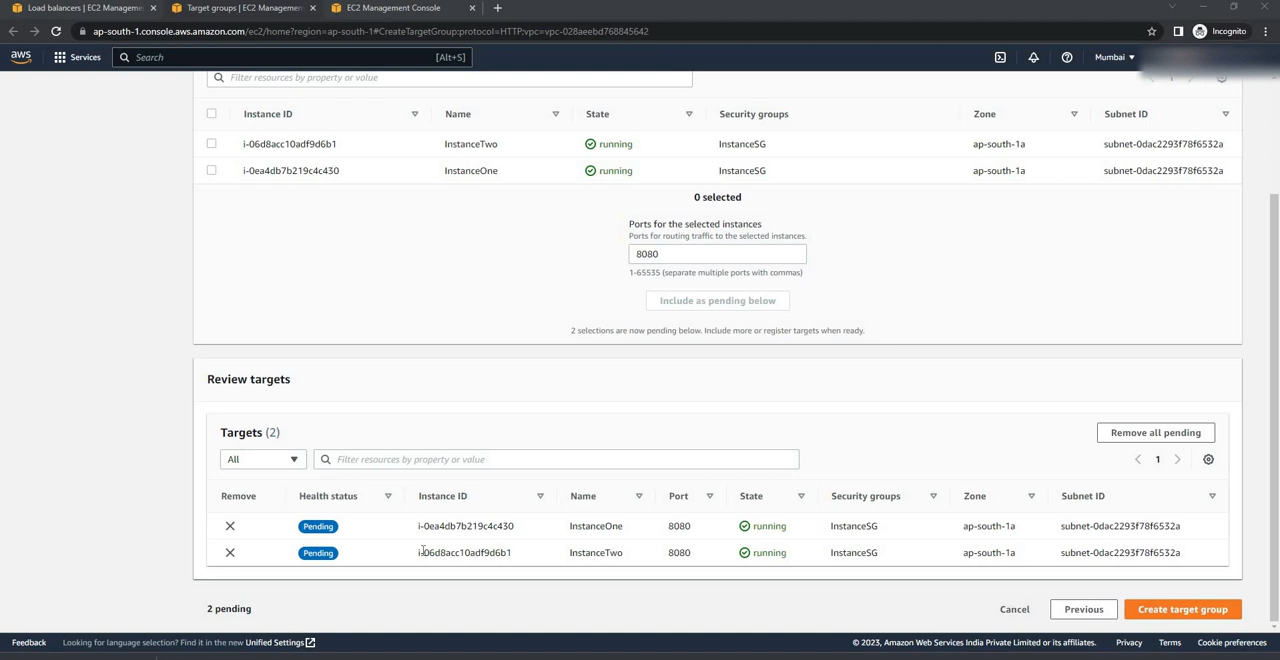 Load balancers | EC2 Managemen
Target groups | EC2 Managemen
EC2 Management Console
ap-south-1.console.aws.amazon.com/ec2/home?region=ap-south-1#CreateTargetGroup:protocol=HTTP;vpc=vpc-028aeebd768845642
Incognito
aws
Services
Search
[Alt+S]
Mumbai
Filter resources by property or value
Instance ID
Name
State
Security groups
Zone
Subnet ID
i-06d8acc10adf9d6b1
InstanceTwo
running
InstanceSG
ap-south-1a
subnet-0dac2293f78f6532a
i-0ea4db7b219c4c430
InstanceOne
running
InstanceSG
ap-south-1a
subnet-0dac2293f78f6532a
0 selected
Ports for the selected instances
Ports for routing traffic to the selected instances.
8080
1-65535 (separate multiple ports with commas)
Include as pending below
2 selections are now pending below. Include more or register targets when ready.
Review targets
Targets (2)
Remove all pending
All
Filter resources by property or value
1
Remove
Health status
Instance ID
Name
Port
State
Security groups
Zone
Subnet ID
Pending
i-0ea4db7b219c4c430
InstanceOne
8080
running
InstanceSG
ap-south-1a
subnet-0dac2293f78f6532a
Pending
i-06d8acc10adf9d6b1
InstanceTwo
8080
running
InstanceSG
ap-south-1a
subnet-0dac2293f78f6532a
2 pending
Cancel
Previous
Create target group
Feedback
Looking for language selection? Find it in the new Unified Settings
© 2023, Amazon Web Services India Private Limited or its affiliates.
Privacy
Terms
Cookie preferences